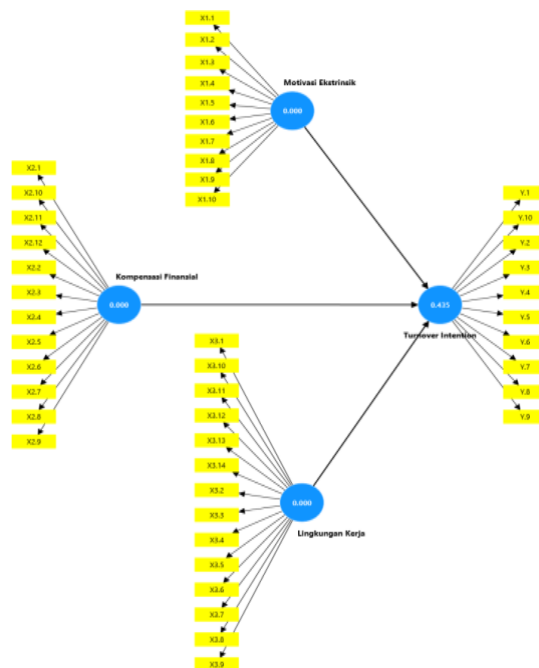 X1.1
X1.2
X1.3
X1.4
X1.5
X1.6
X1.7
X1.8
X1.9
X1.10
Motivasi Ekstrinsik
0.000
X2.1
X2.10
X2.11
X2.12
X2.2
X2.3
X2.4
X2.5
X2.6
X2.7
X2.8
X2.9
Kompensasi Finansial
0.000
Y.1
Y.10
Y.2
Y.3
Y.4
Y.5
Y.6
Y.7
Y.8
Y.9
0.435
Turnover Intention
X3.1
X3.10
X3.11
X3.12
X3.13
X3.14
X3.2
X3.3
X3.4
X3.5
X3.6
X3.7
X3.8
X3.9
0.000
Lingkungan Kerja